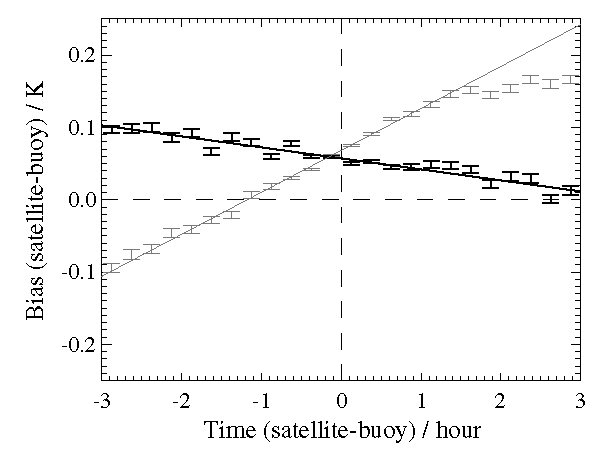 Bias (satellite-buoy) / K
0.2
0.1
0.0
-0.1
-0.2
-3 -2 -1 0 1 2 3
Time (satellite-buoy) / hour